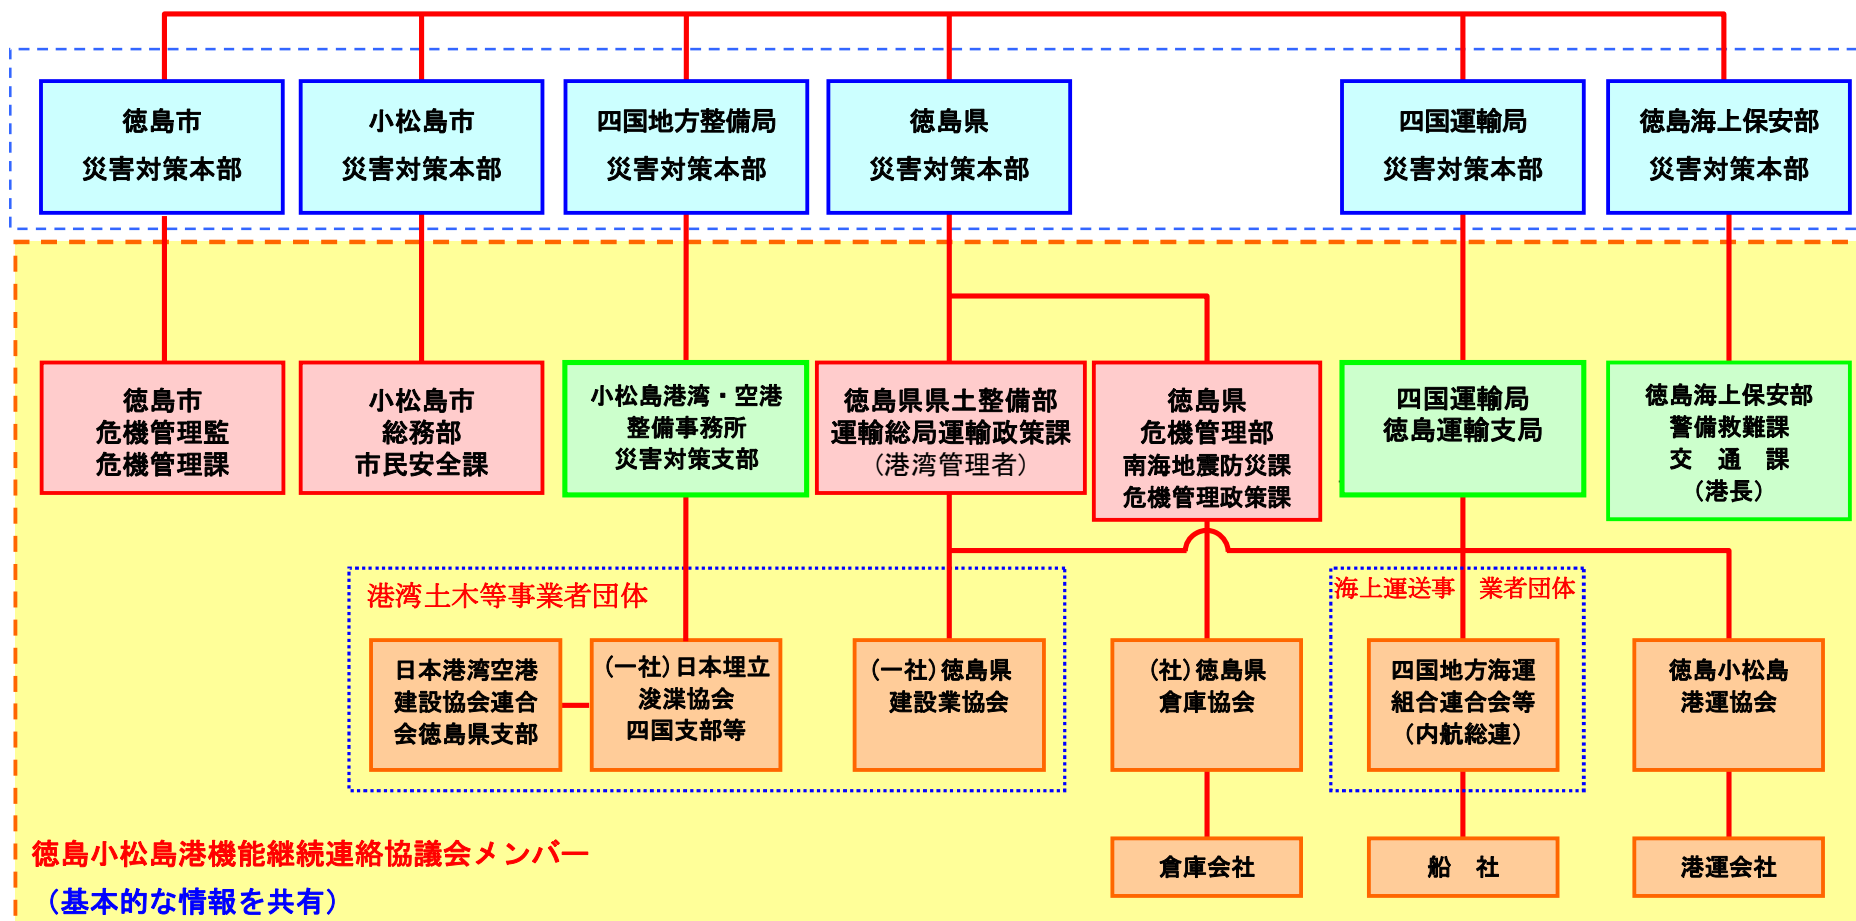 徳島市
災害対策本部
小松島市
災害対策本部
四国地方整備局
災害対策本部
徳島県
災害対策本部
四国運輸局
災害対策本部
徳島海上保安部
災害対策本部
徳島市
危機管理監
危機管理課
小松島市
総務部
市民安全課
小松島港湾・空港
整備事務所
災害対策支部
徳島県県土整備部
運輸総局運輸政策課
（港湾管理者）
徳島県
危機管理部
南海地震防災課
危機管理政策課
四国運輸局
徳島運輸支局
徳島海上保安部
警備救難課
交　通　課
（港長）
港湾土木等事業者団体
海上運送事　業者団体
日本港湾空港
建設協会連合
会徳島県支部
（一社）日本埋立
浚渫協会
四国支部等
（一社）徳島県
建設業協会
（社）徳島県
倉庫協会
四国地方海運
組合連合会等
（内航総連）
徳島小松島
港運協会
倉庫会社
船　社
港運会社
徳島小松島港機能継続連絡協議会メンバー
（基本的な情報を共有）